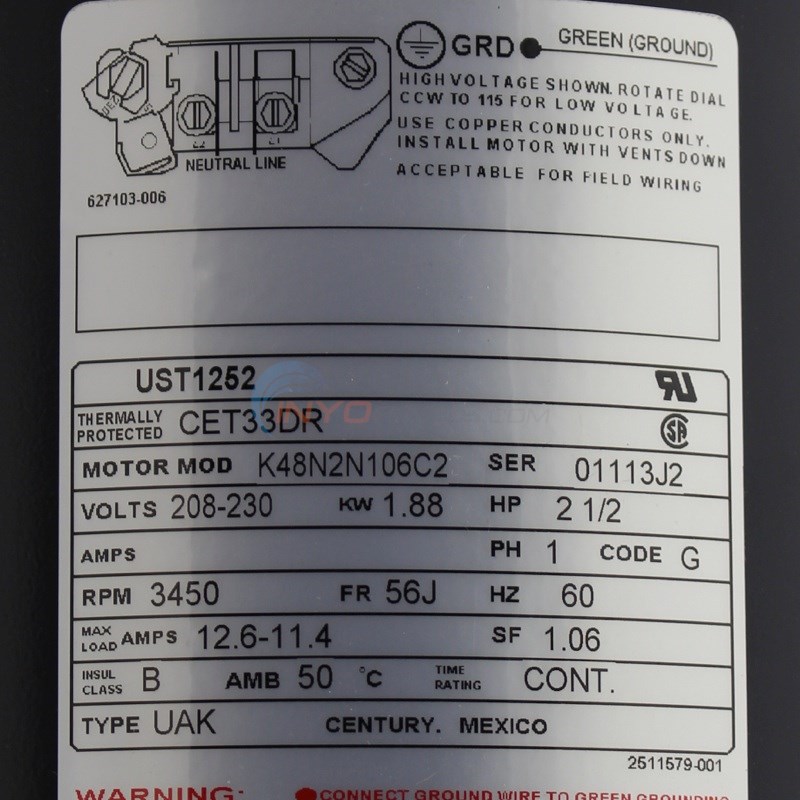 GRD GREEN (GROUND)
HIGH VOLTAGE SHOWN. ROTATE DIAL
CCW TO 115 FOR LOW VOLTAGE.
USE COPPER CONDUCTORS ONLY.
INSTALL MOTOR WITH VENTS DOWN
ACCEPTABLE FOR FIELD WIRING
L2 L1
NEUTRAL LINE
627103-006
UST1252
THERMALLY PROTECTED CET33DR
MOTOR MOD K48N2N106C2 SER 01113J2
VOLTS 208-230 KW 1.88 HP 2 1/2
AMPS PH 1 CODE G
RPM 3450 FR 56J HZ 60
MAX LOAD AMPS 12.6-11.4 SF 1.06
INSUL CLASS B AMB 50 °C TIME RATING CONT.
TYPE UAK CENTURY. MEXICO
2511579-001
WARNING: CONNECT GROUND WIRE TO GREEN GROUNDING
INYO